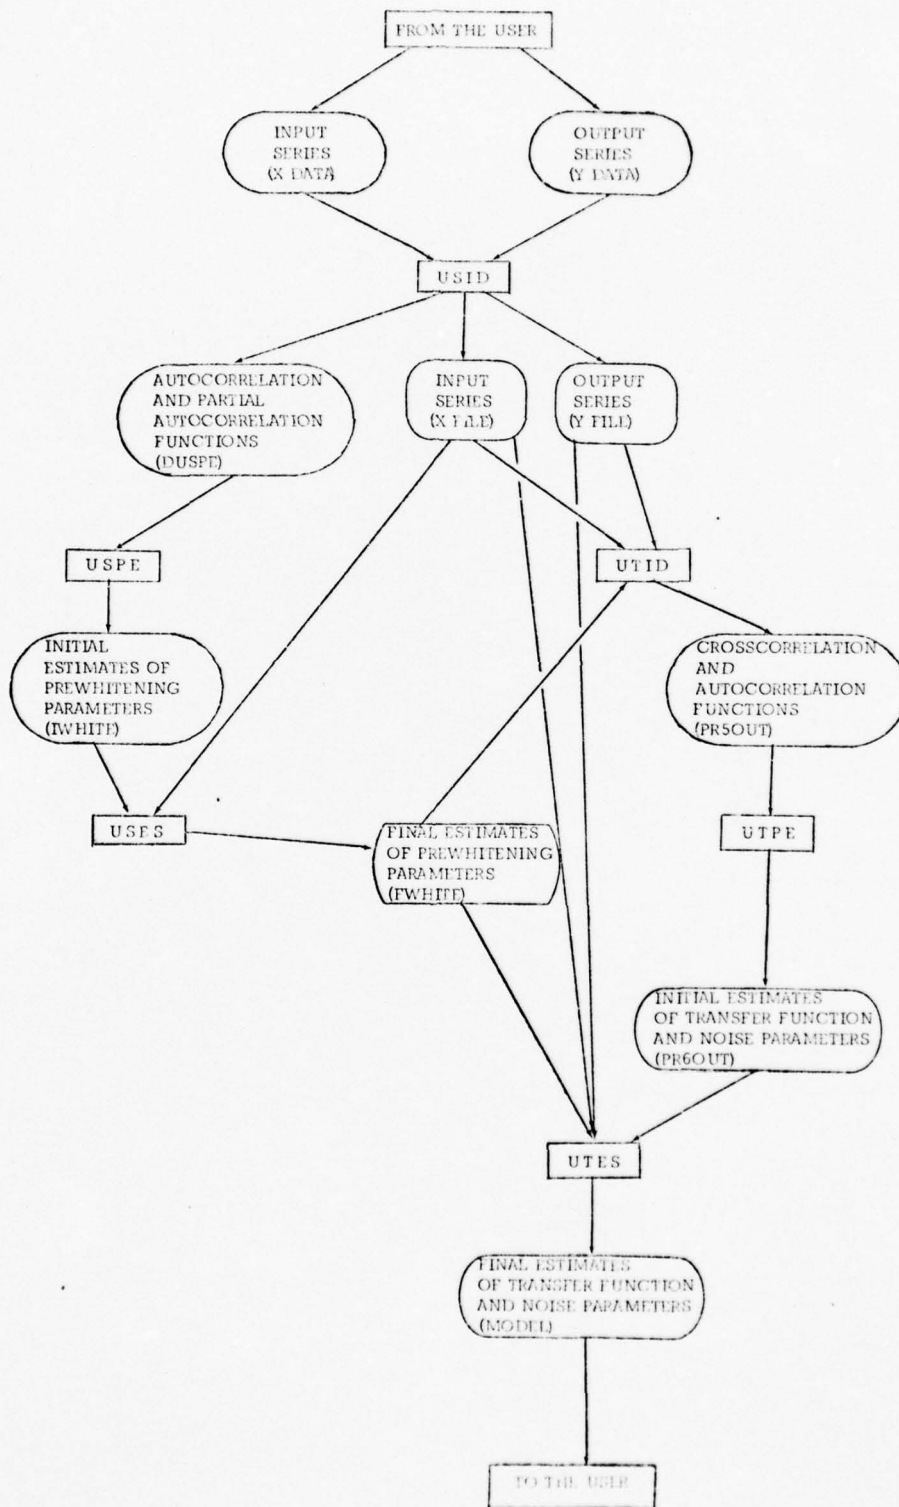 FROM THE USER
INPUT
SERIES
(X DATA)
OUTPUT
SERIES
(Y DATA)
USID
AUTOCORRELATION
AND PARTIAL
AUTOCORRELATION
FUNCTIONS
(DUSPE)
INPUT
SERIES
(X FILE)
OUTPUT
SERIES
(Y FILE)
USPE
UTID
INITIAL
ESTIMATES OF
PREWHITENING
PARAMETERS
(IWHITE)
CROSSCORRELATION
AND
AUTOCORRELATION
FUNCTIONS
(PR5OUT)
USES
FINAL ESTIMATES
OF PREWHITENING
PARAMETERS
(FWHITE)
UTPE
INITIAL ESTIMATES
OF TRANSFER FUNCTION
AND NOISE PARAMETERS
(PR6OUT)
UTES
FINAL ESTIMATES
OF TRANSFER FUNCTION
AND NOISE PARAMETERS
(MODEL)
TO THE USER